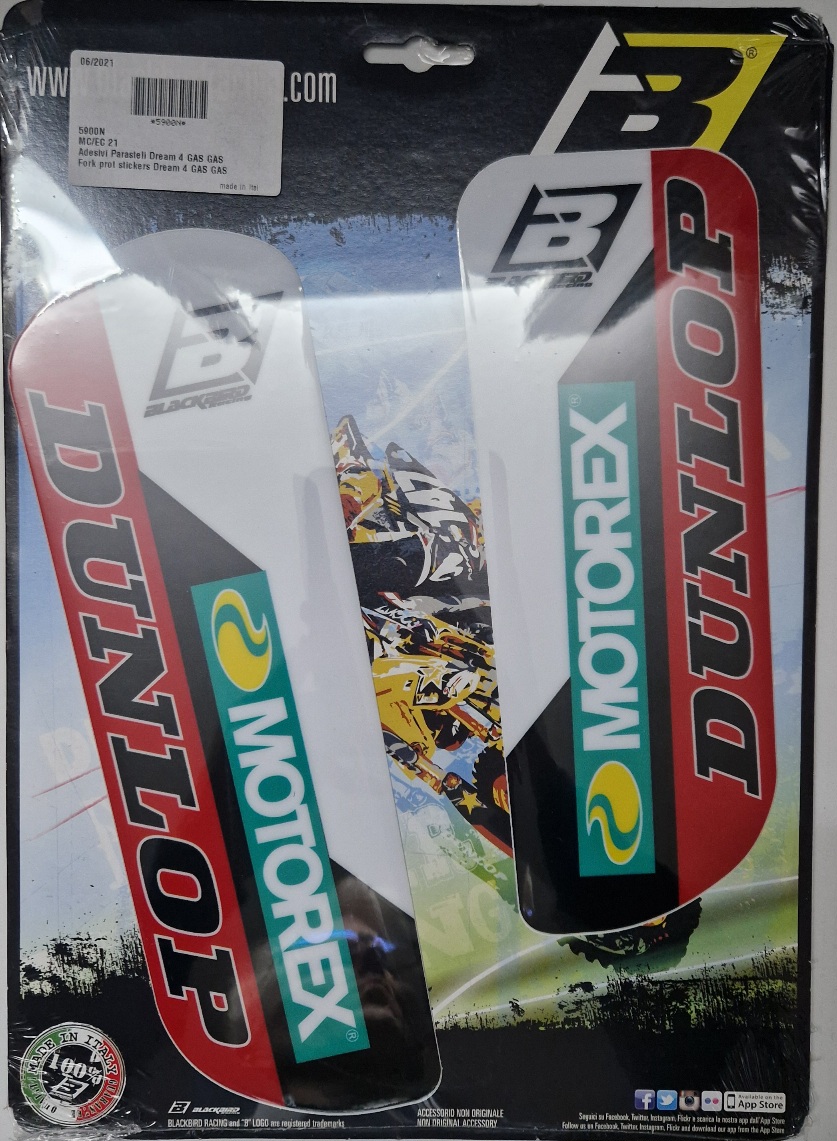 06/2021
*5900N*
5900N
MC/EC 21
Adesivi Parasteli Dream 4 GAS GAS
Fork prot stickers Dream 4 GAS GAS
made in Ital
www.
.com
B®
B
BLACKBIRD
RACING
DUNLOP
MOTOREX®
B
DUNLOP
MOTOREX®
MADE IN ITALY
100%
BLACKBIRD
BLACKBIRD RACING and "B" LOGO are registered trademarks
ACCESSORIO NON ORIGINALE
NON ORIGINAL ACCESSORY
Available on the
App Store
Seguici su Facebook, Twitter, Instagram, Flickr e scarica la nostra app dall'App Store
Follow us on Facebook, Twitter, Instagram, Flickr and download our app from the App Store